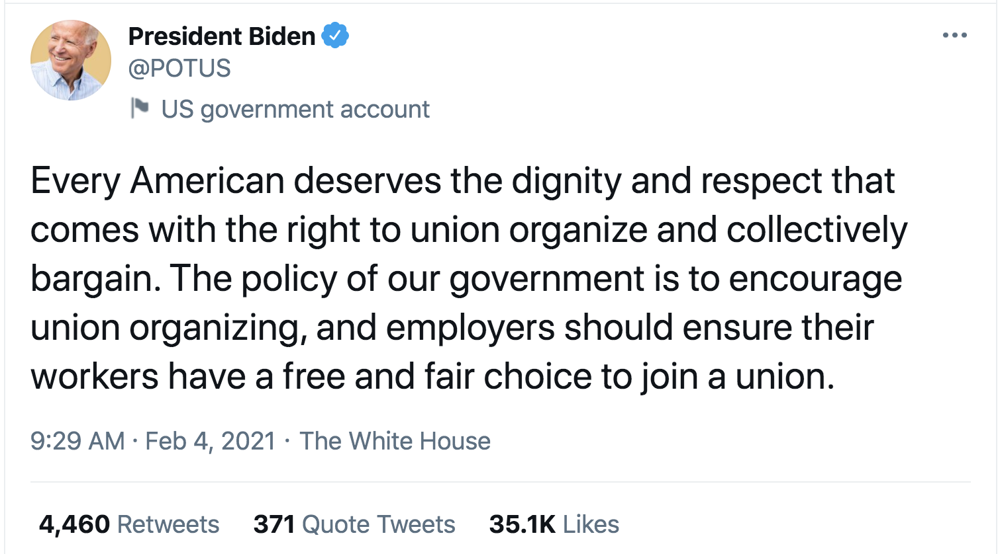 President Biden
@POTUS
US government account
Every American deserves the dignity and respect that
comes with the right to union organize and collectively
bargain. The policy of our government is to encourage
union organizing, and employers should ensure their
workers have a free and fair choice to join a union.
9:29 AM · Feb 4, 2021 · The White House
4,460 Retweets 371 Quote Tweets 35.1K Likes